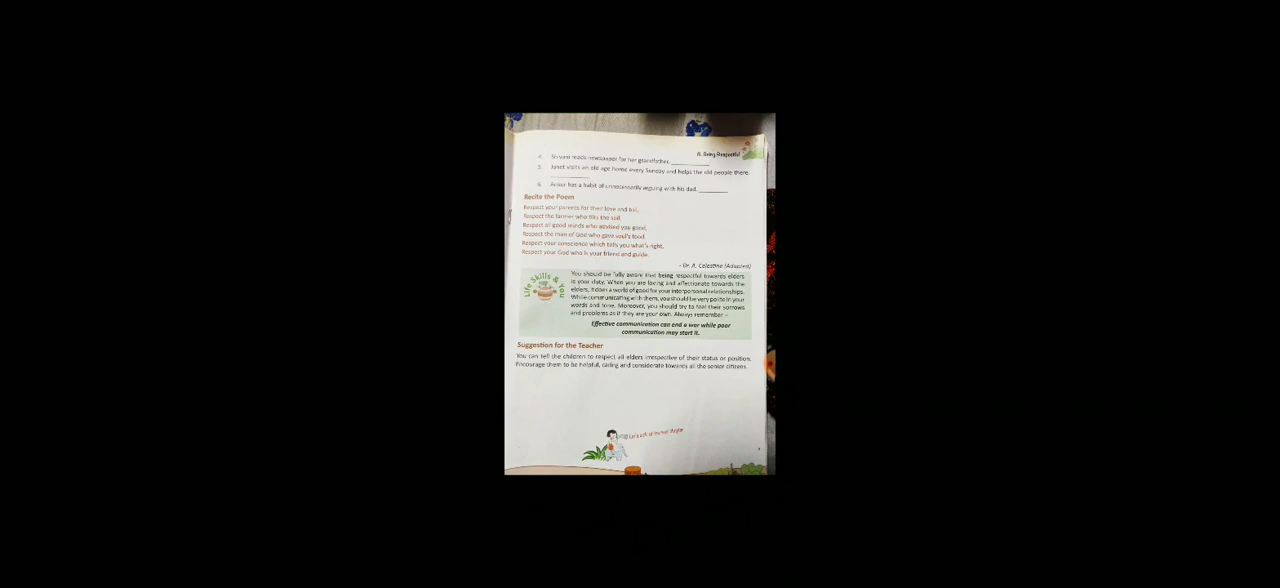 8. Being Respectful
4. Shivani reads newspaper for her grandfather. __________
5. Janet visits an old age home every Sunday and helps the old people there.
__________
6. has a habit of unnecessarily arguing with his dad. ________
Recite the Poem
Respect your parents for their love and toil,
Respect the farmer who tills the soil.
Respect all good minds who advised you good,
Respect the man of God who gave soul's food.
Respect your conscience which tells you what's right,
Respect your God who is your friend and guide.
- Dr. A. Celestine (Adapted)
Life Skills & You
You should be fully aware that being respectful towards elders
is your duty. When you are loving and affectionate towards the
elders, it does a world of good for your interpersonal relationships.
While communicating with them, you should be very polite in your
words and tone. Moreover, you should try to feel their sorrows
and problems as if they are your own. Always remember –
Effective communication can end a war while poor
communication may start it.
Suggestion for the Teacher
You can tell the children to respect all elders irrespective of their status or position.
Encourage them to be helpful, caring and considerate towards all the senior citizens.